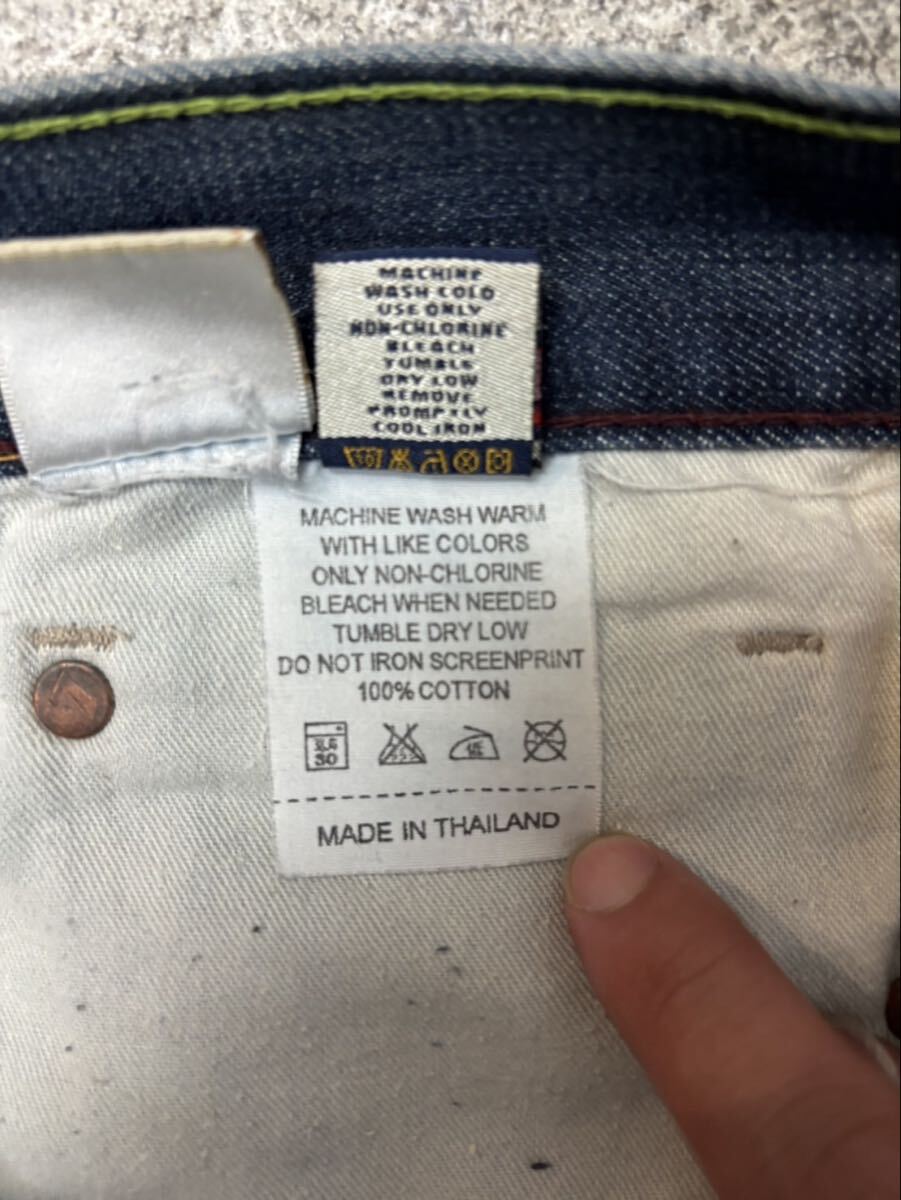 MACHINE
WASH COLD
USE ONLY
NON-CHLORINE
BLEACH
TUMBLE
DRY LOW
REMOVE
PROMPTLY
COOL IRON
MACHINE WASH WARM
WITH LIKE COLORS
ONLY NON-CHLORINE
BLEACH WHEN NEEDED
TUMBLE DRY LOW
DO NOT IRON SCREENPRINT
100% COTTON
30
MADE IN THAILAND